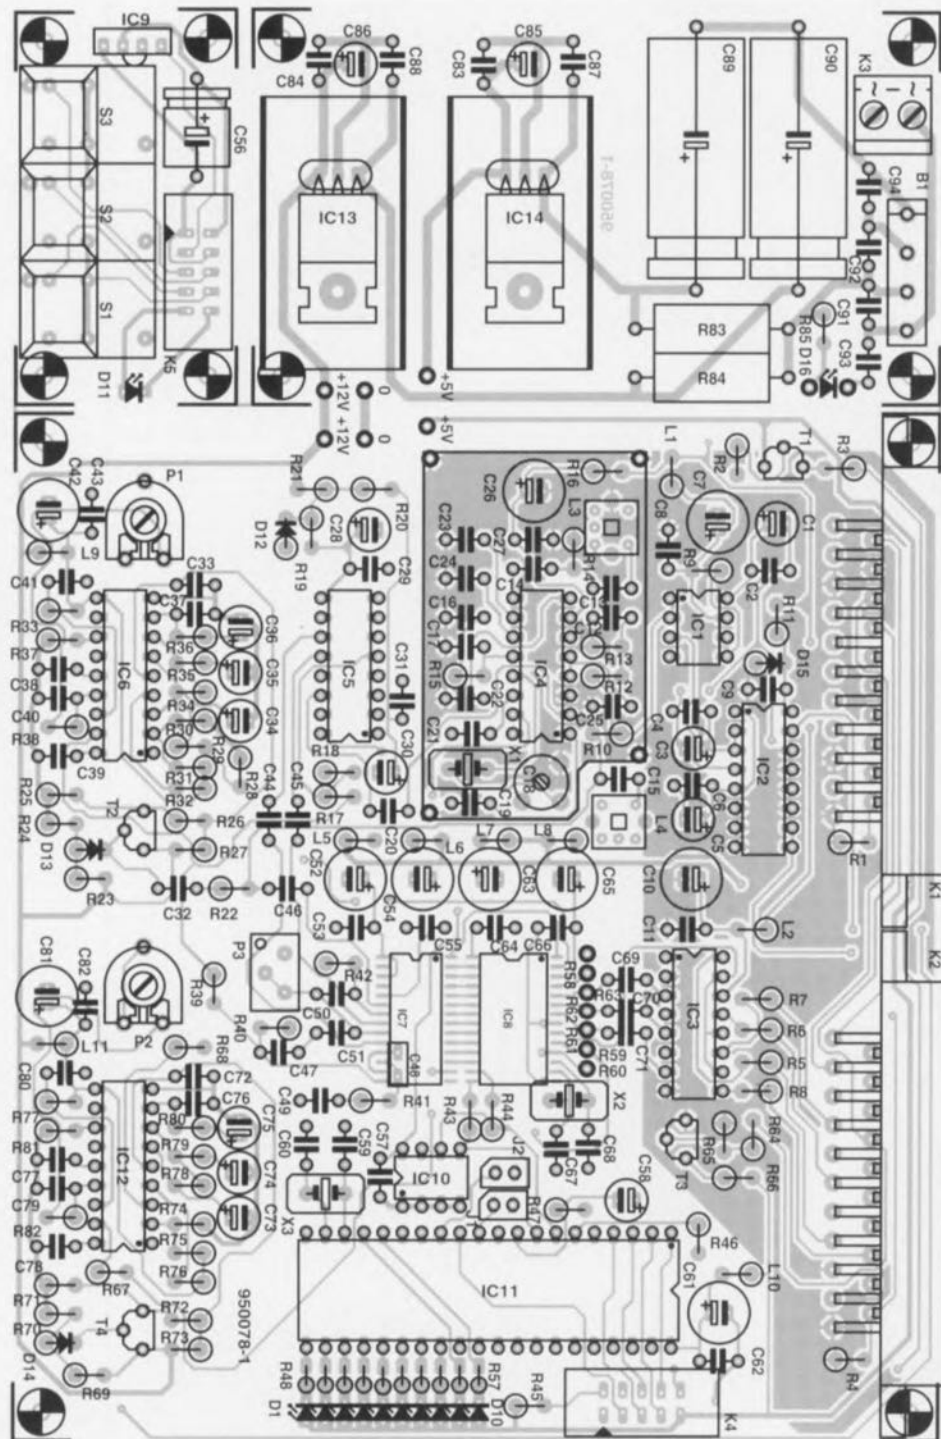 IC9
C86
C85
C84
C88
C83
C87
C89
C90
K3
~
~
S3
C56
C94
B1
S2
IC13
IC14
950078-1
C92
S1
K5
R83
R84
C91
R85
D16
C93
D11
+12V
0
+5V
+12V
+12V
0
+5V
C42
C43
P1
R21
R20
C26
R16
L3
L1
R2
T1
R3
C7
C1
L9
D12
C28
C23
C27
C8
R9
C2
C41
C33
R19
C29
C24
C14
R14
R11
C37
C16
IC1
R33
C36
C17
R13
D15
R37
IC6
R36
C35
IC5
C31
R15
IC4
R12
C9
C38
R35
C22
C25
C4
C40
R34
C34
C21
R10
C3
IC2
R38
R30
R18
C30
X1
C39
R29
R28
C18
C15
C6
R25
R31
R32
C44
C45
C19
L4
C5
R24
T2
R26
R17
C20
L7
L8
R1
D13
R27
L5
L6
R23
C52
C54
C63
C65
C10
K1
C32
R22
C46
C53
C55
C64
C66
C11
L2
K2
C81
C82
P2
P3
R42
R58
C69
IC3
R39
C50
IC7
IC8
R63
C70
R7
R62
L11
R40
C51
R61
R6
R68
C47
C48
R59
C71
R5
C80
C72
R60
R8
R77
C76
C49
R41
R43
R44
X2
R81
IC12
R80
C75
C60
C59
C57
J2
R64
C77
R79
C67
C68
T3
R65
R78
C74
IC10
C58
R66
C79
R74
C73
X3
R47
R82
R75
R46
C78
R76
IC11
C61
L10
R67
R71
R72
950078-1
R70
T4
R73
C62
R4
D14
R69
R48
R57
R45
D1
D10
K4